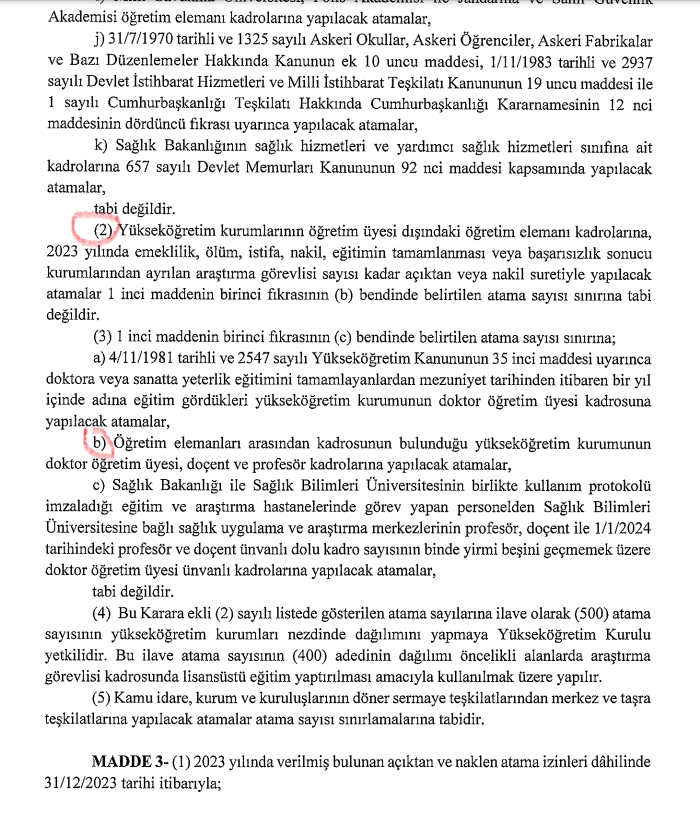 Akademisi öğretim elemanı kadrolarına yapılacak atamalar,
j) 31/7/1970 tarihli ve 1325 sayılı Askeri Okullar, Askeri Öğrenciler, Askeri Fabrikalar
ve Bazı Düzenlemeler Hakkında Kanunun ek 10 uncu maddesi, 1/11/1983 tarihli ve 2937
sayılı Devlet İstihbarat Hizmetleri ve Milli İstihbarat Teşkilatı Kanununun 19 uncu maddesi ile
1 sayılı Cumhurbaşkanlığı Teşkilatı Hakkında Cumhurbaşkanlığı Kararnamesinin 12 nci
maddesinin dördüncü fıkrası uyarınca yapılacak atamalar,
k) Sağlık Bakanlığının sağlık hizmetleri ve yardımcı sağlık hizmetleri sınıfına ait
kadrolarına 657 sayılı Devlet Memurları Kanununun 92 nci maddesi kapsamında yapılacak
atamalar,
tabi değildir.
(2) Yükseköğretim kurumlarının öğretim üyesi dışındaki öğretim elemanı kadrolarına,
2023 yılında emeklilik, ölüm, istifa, nakil, eğitimin tamamlanması veya başarısızlık sonucu
kurumlarından ayrılan araştırma görevlisi sayısı kadar açıktan veya nakil suretiyle yapılacak
atamalar 1 inci maddenin birinci fıkrasının (b) bendinde belirtilen atama sayısı sınırına tabi
değildir.
(3) 1 inci maddenin birinci fıkrasının (c) bendinde belirtilen atama sayısı sınırına;
a) 4/11/1981 tarihli ve 2547 sayılı Yükseköğretim Kanununun 35 inci maddesi uyarınca
doktora veya sanatta yeterlik eğitimini tamamlayanlardan mezuniyet tarihinden itibaren bir yıl
içinde adına eğitim gördükleri yükseköğretim kurumunun doktor öğretim üyesi kadrosuna
yapılacak atamalar,
b) Öğretim elemanları arasından kadrosunun bulunduğu yükseköğretim kurumunun
doktor öğretim üyesi, doçent ve profesör kadrolarına yapılacak atamalar,
c) Sağlık Bakanlığı ile Sağlık Bilimleri Üniversitesinin birlikte kullanım protokolü
imzaladığı eğitim ve araştırma hastanelerinde görev yapan personelden Sağlık Bilimleri
Üniversitesine bağlı sağlık uygulama ve araştırma merkezlerinin profesör, doçent ile 1/1/2024
tarihindeki profesör ve doçent ünvanlı dolu kadro sayısının binde yirmi beşini geçmemek üzere
doktor öğretim üyesi ünvanlı kadrolarına yapılacak atamalar,
tabi değildir.
(4) Bu Karara ekli (2) sayılı listede gösterilen atama sayılarına ilave olarak (500) atama
sayısının yükseköğretim kurumları nezdinde dağılımını yapmaya Yükseköğretim Kurulu
yetkilidir. Bu ilave atama sayısının (400) adedinin dağılımı öncelikli alanlarda araştırma
görevlisi kadrosunda lisansüstü eğitim yaptırılması amacıyla kullanılmak üzere yapılır.
(5) Kamu idare, kurum ve kuruluşlarının döner sermaye teşkilatlarından merkez ve taşra
teşkilatlarına yapılacak atamalar atama sayısı sınırlamalarına tabidir.
MADDE 3- (1) 2023 yılında verilmiş bulunan açıktan ve naklen atama izinleri dâhilinde
31/12/2023 tarihi itibarıyla;